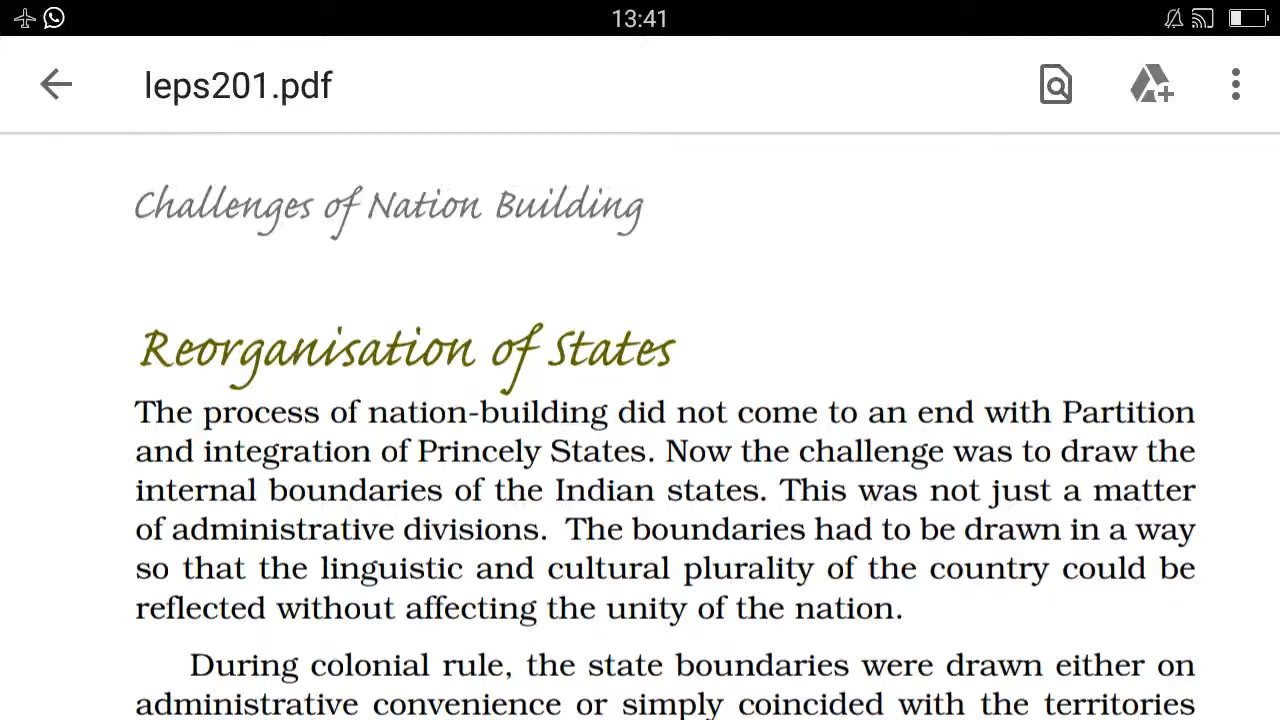 13:41
leps201.pdf
Challenges of Nation Building
Reorganisation of States
The process of nation-building did not come to an end with Partition
and integration of Princely States. Now the challenge was to draw the
internal boundaries of the Indian states. This was not just a matter
of administrative divisions. The boundaries had to be drawn in a way
so that the linguistic and cultural plurality of the country could be
reflected without affecting the unity of the nation.
During colonial rule, the state boundaries were drawn either on
administrative convenience or simply coincided with the territories